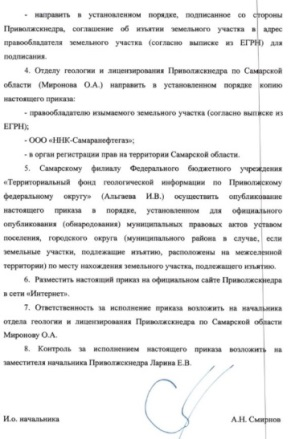 - направить в установленном порядке, подписанное со стороны
Приволжскнедра, соглашение об изъятии земельного участка в адрес
правообладателя земельного участка (согласно выписке из ЕГРН) для
подписания.
4. Отделу геологии и лицензирования Приволжскнедра по Самарской
области (Миронова О.А.) направить в установленном порядке копию
настоящего приказа:
- правообладателю изымаемого земельного участка (согласно выписке из
ЕГРН);
- ООО «ННК-Самаранефтегаз»;
- в орган регистрации прав на территории Самарской области.
5. Самарскому филиалу Федерального бюджетного учреждения
«Территориальный фонд геологической информации по Приволжскому
федеральному округу» (Альтаева И.В.) осуществить опубликование
настоящего приказа в порядке, установленном для официального
опубликования (обнародования) муниципальных правовых актов уставом
поселения, городского округа (муниципального района в случае, если
земельные участки, подлежащие изъятию, расположены на межселенной
территории) по месту нахождения земельного участка, подлежащего изъятию.
6. Разместить настоящий приказ на официальном сайте Приволжскнедра
в сети «Интернет».
7. Ответственность за исполнение приказа возложить на начальника
отдела геологии и лицензирования Приволжскнедра по Самарской области
Миронову О.А.
8. Контроль за исполнением настоящего приказа возложить на
заместителя начальника Приволжскнедра Ларина Е.В.
И.о. начальника
А.Н. Смирнов